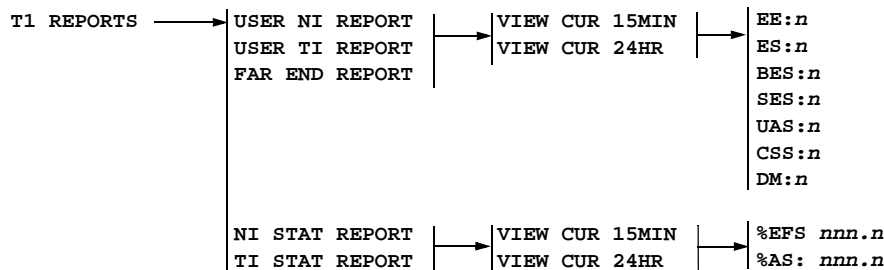 T1 REPORTS USER NI REPORT VIEW CUR 15MIN EE:n
USER TI REPORT VIEW CUR 24HR ES:n
FAR END REPORT BES:n
SES:n
UAS:n
CSS:n
DM:n
NI STAT REPORT VIEW CUR 15MIN %EFS nnn.n
TI STAT REPORT VIEW CUR 24HR %AS: nnn.n